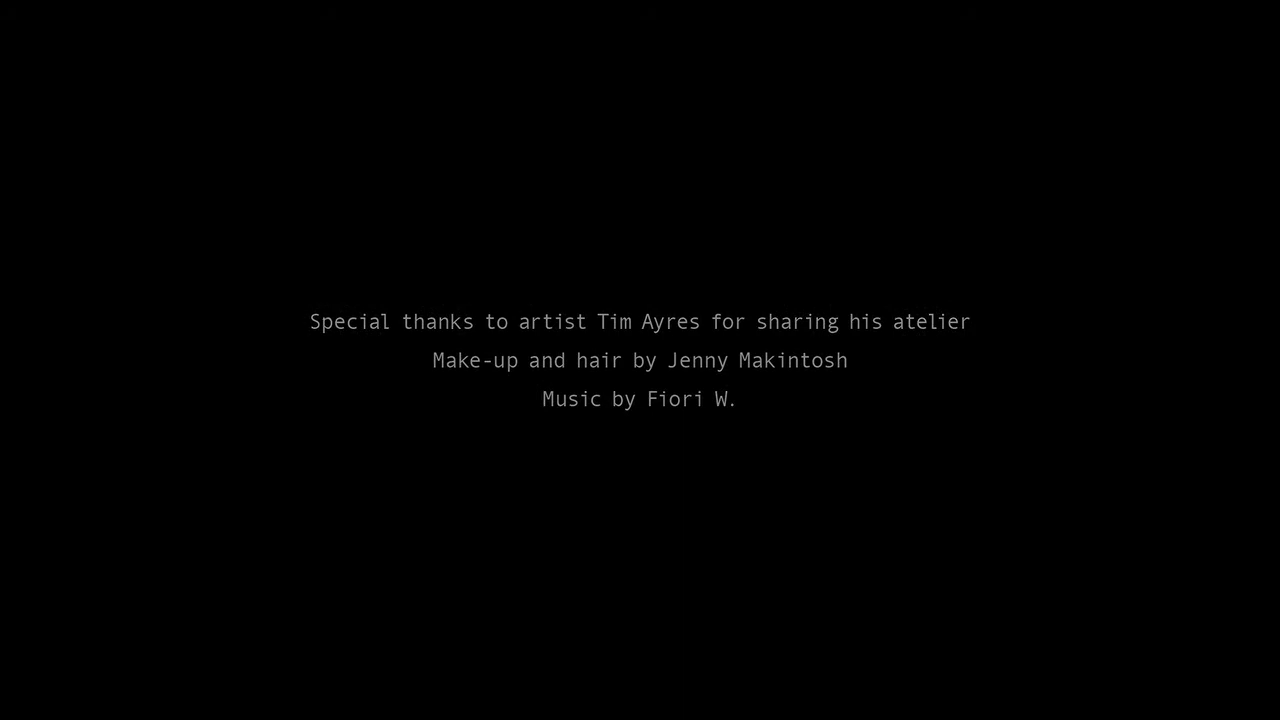 Special thanks to artist Tim Ayres for sharing his atelier
Make-up and hair by Jenny Makintosh
Music by Fiori W.